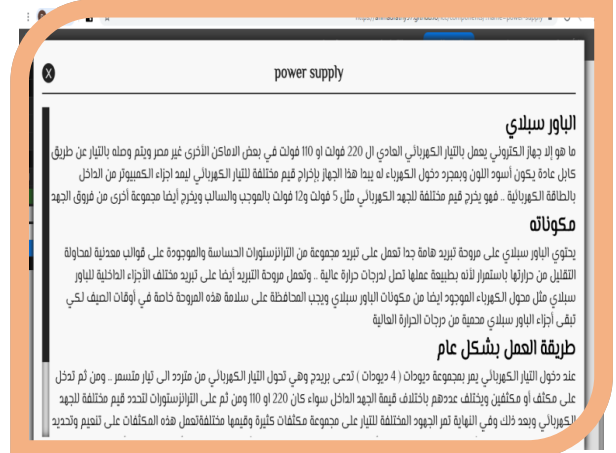 power supply
الباور سبلاي
ما هو إلا جهاز الكتروني يعمل بالتيار الكهربائي العادي ال 220 فولت او 110 فولت في بعض الاماكن الأخرى غير مصر ويتم وصله بالتيار عن طريق
كابل عادة يكون أسود اللون وبمجرد دخول الكهرباء له يبدا هذا الجهاز بإخراج قيم مختلفة للتيار الكهربائي ليمد اجزاء الكمبيوتر من الداخل
بالطاقة الكهربائية .. فهو يخرج قيم مختلفة للجهد الكهربائي مثل 5 فولت و12 فولت بالموجب والسالب ويخرج أيضا مجموعة أخرى من فروق الجهد
مكوناته
يحتوي الباور سبلاي على مروحة تبريد هامة جدا تعمل على تبريد مجموعة من الترانزستورات الحساسة والموجودة على قوالب معدنية لمحاولة
التقليل من حرارتها باستمرار لأنه بطبيعة عملها تصل لدرجات حرارة عالية .. وتعمل مروحة التبريد أيضا على تبريد مختلف الأجزاء الداخلية للباور
سبلاي مثل محول الكهرباء الموجود ايضا من مكونات الباور سبلاي ويجب المحافظة على سلامة هذه المروحة خاصة في أوقات الصيف لكي
تبقى أجزاء الباور سبلاي محمية من درجات الحرارة العالية
طريقة العمل بشكل عام
عند دخول التيار الكهربائي يمر بمجموعة ديودات ( 4 ديودات ) تدعى بريدج وهي تحول التيار الكهربائي من متردد الى تيار متسمر .. ومن ثم تدخل
على مكثف أو مكثفين ويختلف عددهم باختلاف قيمة الجهد الداخل سواء كان 220 او 110 ومن ثم على الترانزستورات لتحدد قيم مختلفة للجهد
الكهربائي وبعد ذلك وفي النهاية تمر الجهود المختلفة للتيار على مجموعة مكثفات كثيرة وقيمها مختلفةتعمل هذه المكثفات على تنعيم وتحديد